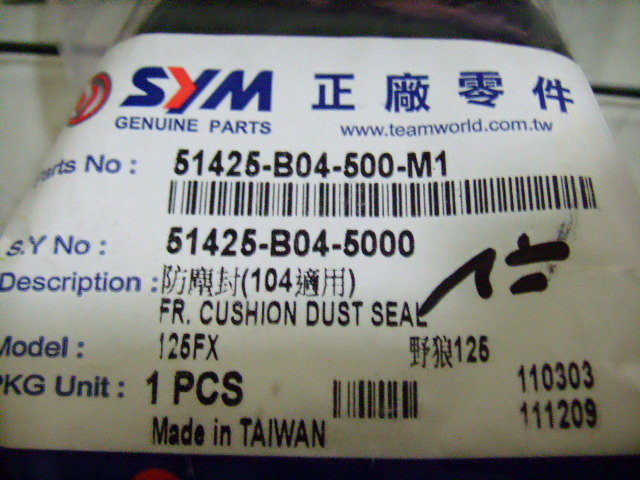 SYM 正廠零件
GENUINE PARTS www.teamworld.com.tw
Parts No : 51425-B04-500-M1
S.Y No : 51425-B04-5000
Description : 防塵封(104適用)
FR. CUSHION DUST SEAL
Model : 125FX 野狼125
PKG Unit : 1 PCS 110303
Made in TAIWAN 111209